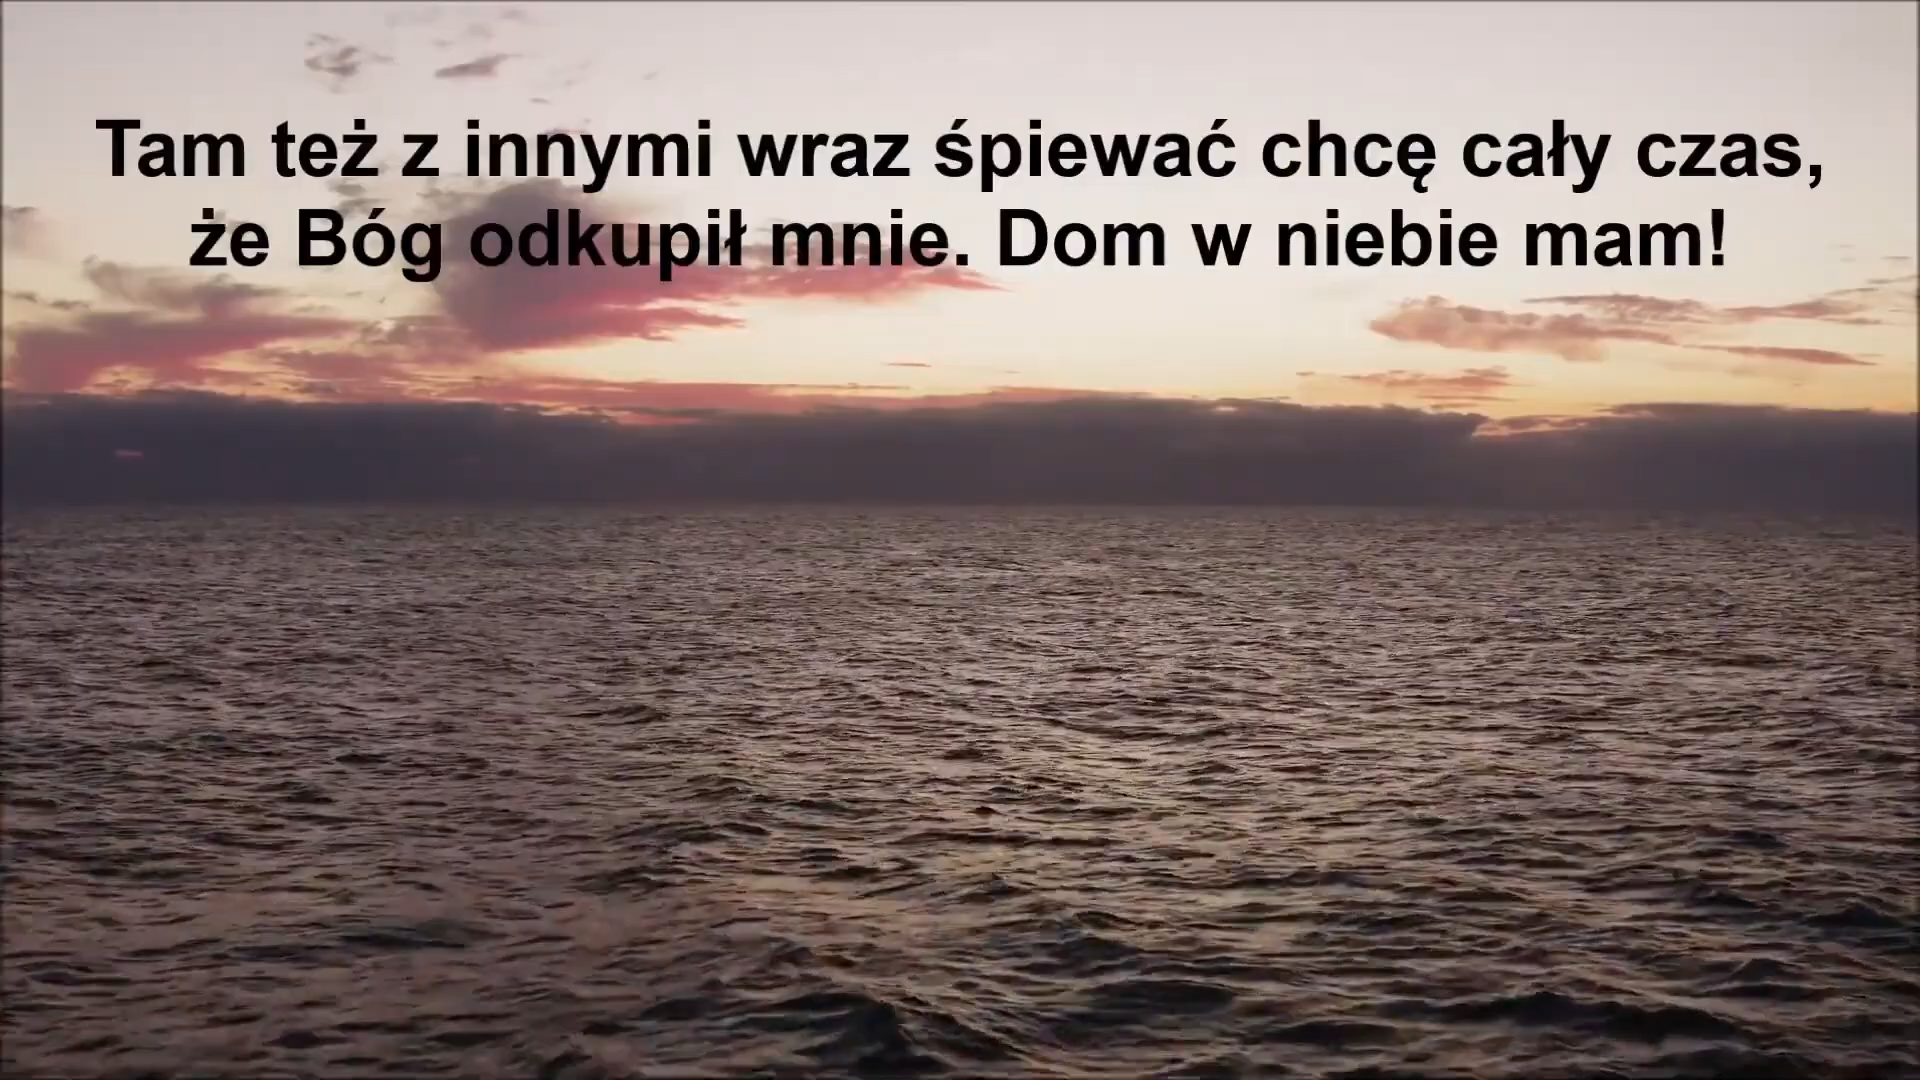 Tam też z innymi wraz śpiewać chcę cały czas,
że Bóg odkupił mnie. Dom w niebie mam!